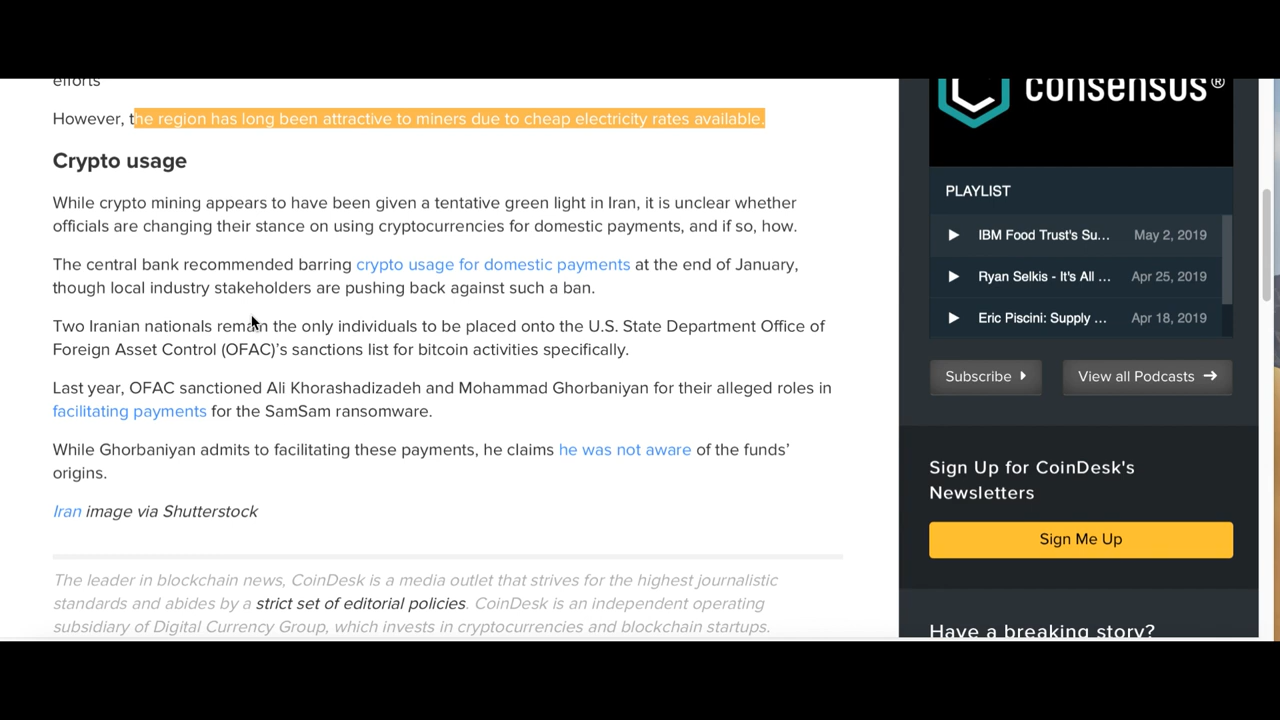 efforts
However, the region has long been attractive to miners due to cheap electricity rates available.
Crypto usage
While crypto mining appears to have been given a tentative green light in Iran, it is unclear whether
officials are changing their stance on using cryptocurrencies for domestic payments, and if so, how.
The central bank recommended barring crypto usage for domestic payments at the end of January,
though local industry stakeholders are pushing back against such a ban.
Two Iranian nationals remain the only individuals to be placed onto the U.S. State Department Office of
Foreign Asset Control (OFAC)’s sanctions list for bitcoin activities specifically.
Last year, OFAC sanctioned Ali Khorashadizadeh and Mohammad Ghorbaniyan for their alleged roles in
facilitating payments for the SamSam ransomware.
While Ghorbaniyan admits to facilitating these payments, he claims he was not aware of the funds’
origins.
Iran image via Shutterstock
The leader in blockchain news, CoinDesk is a media outlet that strives for the highest journalistic
standards and abides by a strict set of editorial policies. CoinDesk is an independent operating
subsidiary of Digital Currency Group, which invests in cryptocurrencies and blockchain startups.
consensus®
PLAYLIST
IBM Food Trust's Su... May 2, 2019
Ryan Selkis - It's All ... Apr 25, 2019
Eric Piscini: Supply ... Apr 18, 2019
Subscribe View all Podcasts
Sign Up for CoinDesk's
Newsletters
Sign Me Up
Have a breaking story?